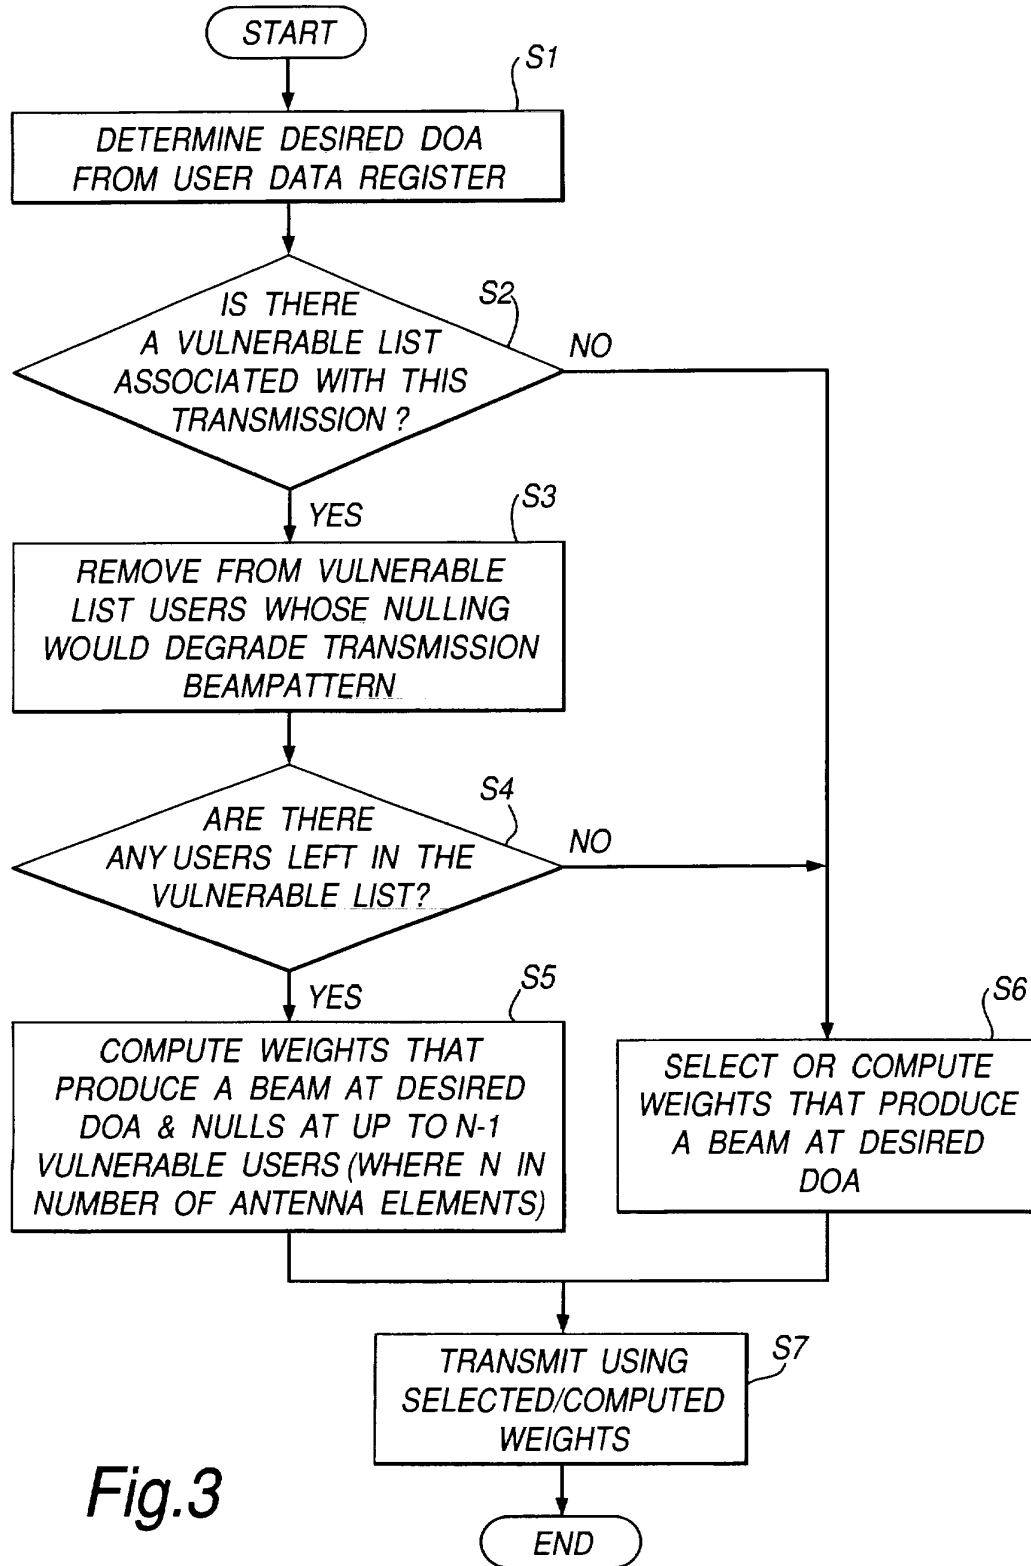 START
S1
DETERMINE DESIRED DOA
FROM USER DATA REGISTER
S2
IS THERE
A VULNERABLE LIST
ASSOCIATED WITH THIS
TRANSMISSION ?
NO
YES
S3
REMOVE FROM VULNERABLE
LIST USERS WHOSE NULLING
WOULD DEGRADE TRANSMISSION
BEAMPATTERN
S4
ARE THERE
ANY USERS LEFT IN THE
VULNERABLE LIST?
NO
YES
S5
COMPUTE WEIGHTS THAT
PRODUCE A BEAM AT DESIRED
DOA & NULLS AT UP TO N-1
VULNERABLE USERS (WHERE N IN
NUMBER OF ANTENNA ELEMENTS)
S6
SELECT OR COMPUTE
WEIGHTS THAT PRODUCE
A BEAM AT DESIRED
DOA
S7
TRANSMIT USING
SELECTED/COMPUTED
WEIGHTS
END
Fig.3